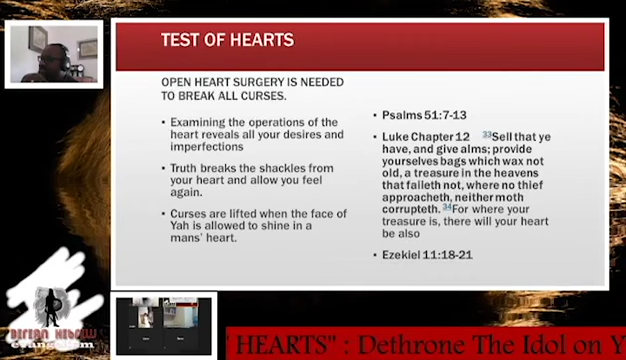 TEST OF HEARTS
OPEN HEART SURGERY IS NEEDED
TO BREAK ALL CURSES.
• Examining the operations of the
heart reveals all your desires and
imperfections
• Truth breaks the shackles from
your heart and allow you feel
again.
• Curses are lifted when the face of
Yah is allowed to shine in a
mans' heart.
• Psalms 51:7-13
• Luke Chapter 12 33Sell that ye
have, and give alms; provide
yourselves bags which wax not
old, a treasure in the heavens
that faileth not, where no thief
approacheth, neither moth
corrupteth. 34For where your
treasure is, there will your heart
be also
• Ezekiel 11:18-21
HEARTS" : Dethrone The Idol on Y